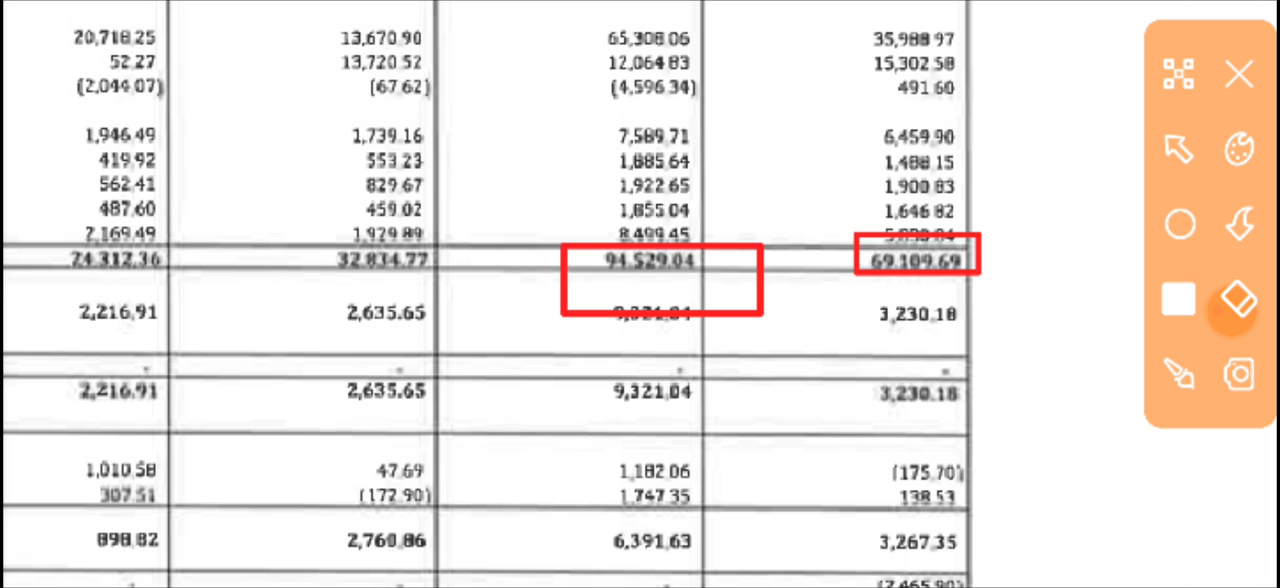 20,718.25 13,670.90 65,308.06 35,988.97
52.27 13,720.52 12,064.83 15,302.58
(2,044.07) (67.62) (4,596.34) 491.60
1,946.49 1,739.16 7,589.71 6,459.90
419.92 553.23 1,885.64 1,488.15
562.41 829.67 1,922.65 1,900.83
487.60 459.02 1,855.04 1,646.82
2,169.49 1,929.89 8,499.45
24,312.36 32,834.77 94,529.04 69,109.69
2,216.91 2,635.65 9,321.04 3,230.18
- - - -
2,216.91 2,635.65 9,321.04 3,230.18
1,010.58 47.69 1,182.06 (175.70)
307.51 (172.90) 1,747.35 138.53
898.82 2,760.86 6,391.63 3,267.35
(2,465.90)